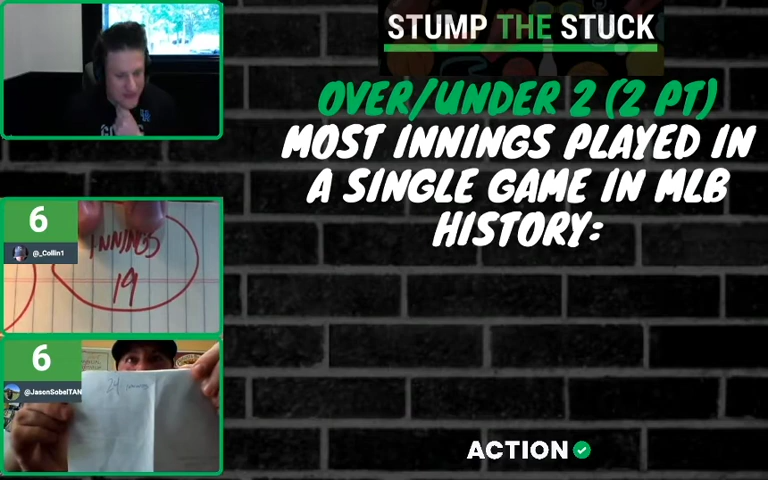 STUMP THE STUCK
OVER/UNDER 2 (2 PT)
MOST INNINGS PLAYED IN
A SINGLE GAME IN MLB
HISTORY:
6
@_Collin1
INNINGS
19
6
@JasonSobelTAN
ACTION